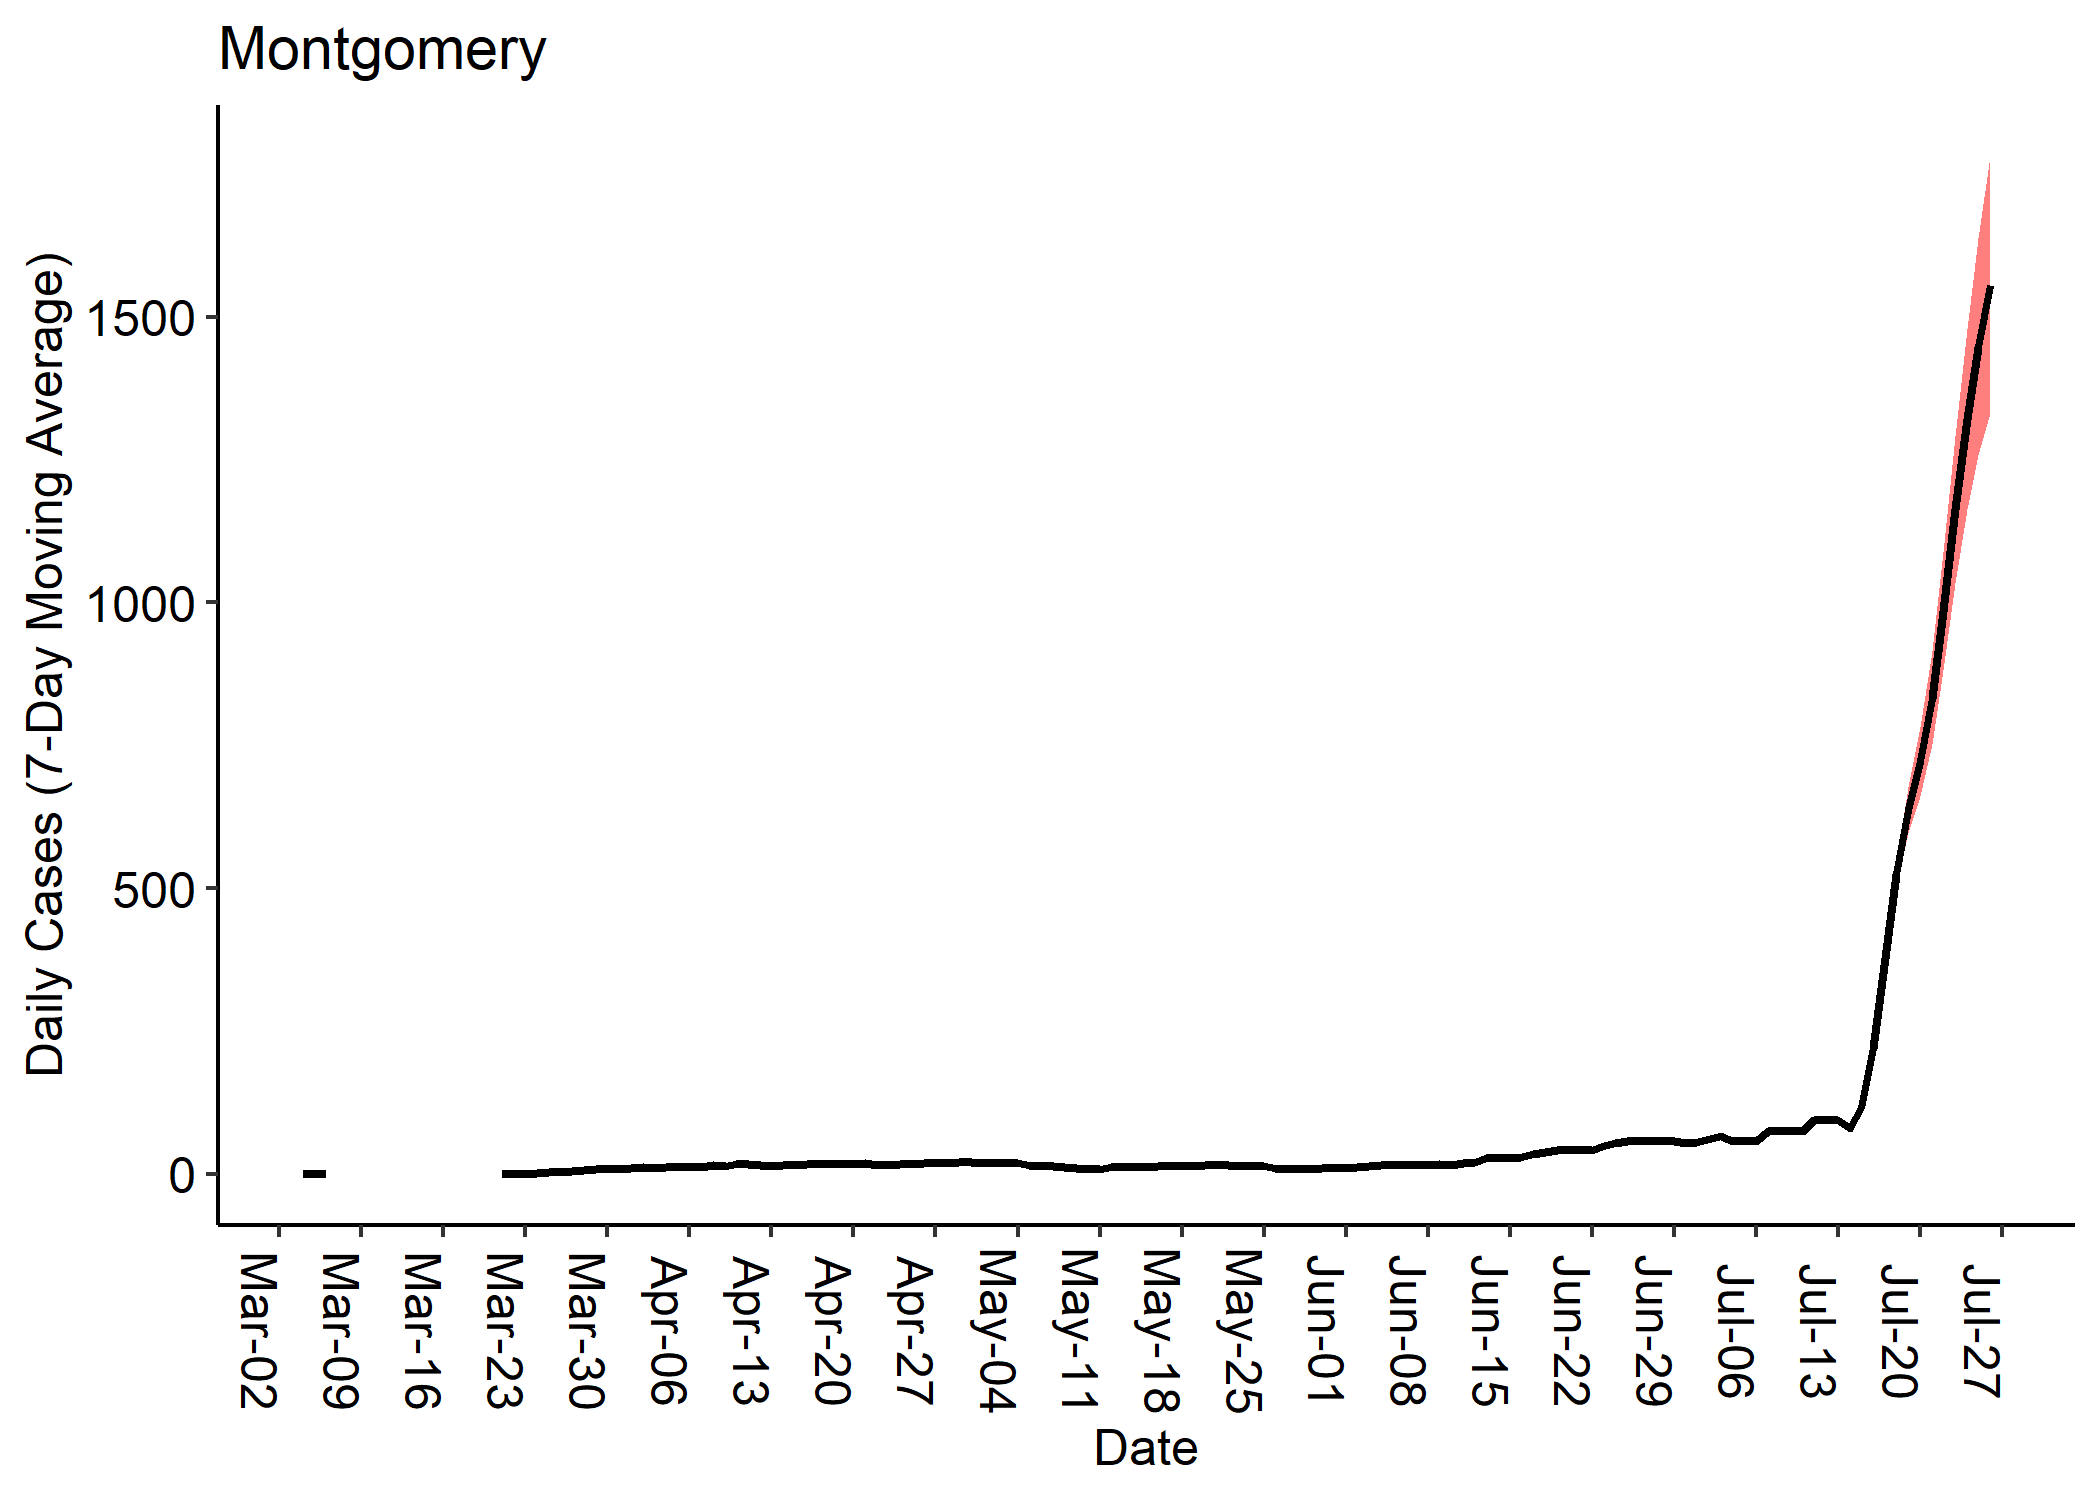 Montgomery
Daily Cases (7-Day Moving Average)
1500
1000
500
0
Mar-02
Mar-09
Mar-16
Mar-23
Mar-30
Apr-06
Apr-13
Apr-20
Apr-27
May-04
May-11
May-18
May-25
Jun-01
Jun-08
Jun-15
Jun-22
Jun-29
Jul-06
Jul-13
Jul-20
Jul-27
Date